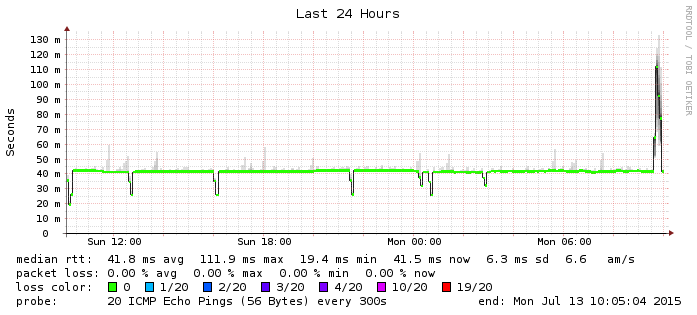 Last 24 Hours
RRDTOOL / TOBI OETIKER
Seconds
130 m
120 m
110 m
100 m
90 m
80 m
70 m
60 m
50 m
40 m
30 m
20 m
10 m
0
Sun 12:00 Sun 18:00 Mon 00:00 Mon 06:00
median rtt: 41.8 ms avg 111.9 ms max 19.4 ms min 41.5 ms now 6.3 ms sd 6.6 am/s
packet loss: 0.00 % avg 0.00 % max 0.00 % min 0.00 % now
loss color: 0 1/20 2/20 3/20 4/20 10/20 19/20
probe: 20 ICMP Echo Pings (56 Bytes) every 300s end: Mon Jul 13 10:05:04 2015